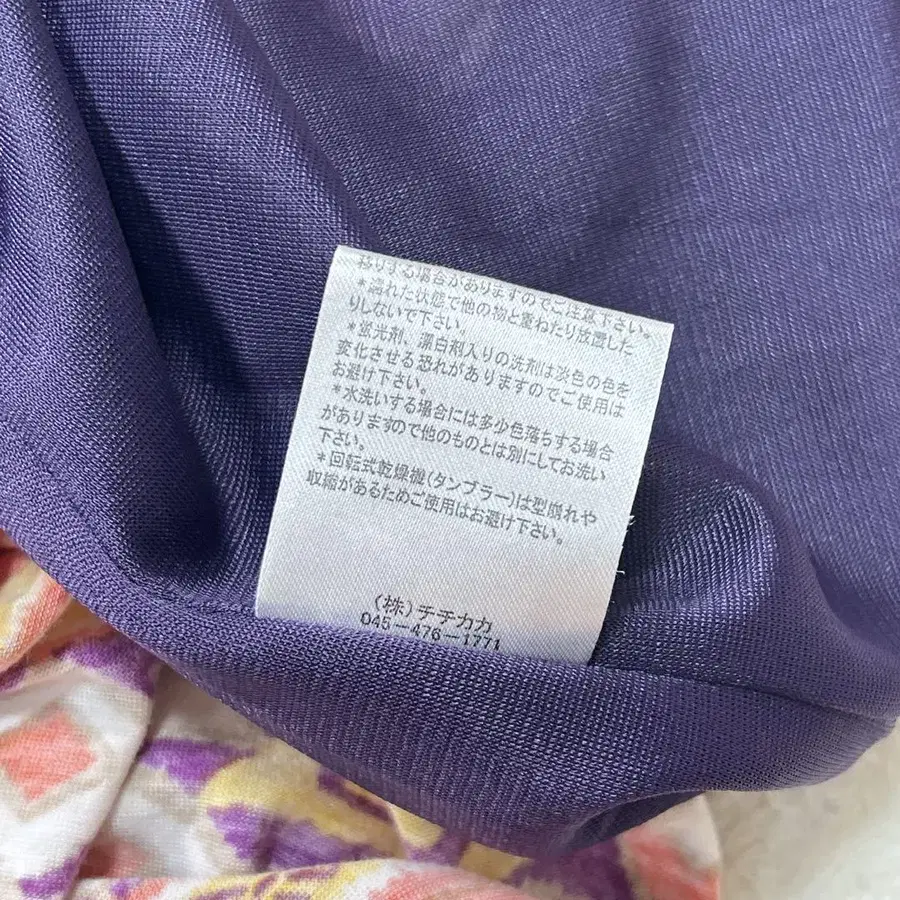 移りする場合がありますのでご注意下さい。
*濡れた状態で他の物と重ねたり放置した
りしないで下さい。
*蛍光剤、漂白剤入りの洗剤は淡色の色を
変化させる恐れがありますのでご使用は
お避け下さい。
*水洗いする場合には多少色落ちする場合
がありますので他のものとは別にしてお洗い
下さい。
*回転式乾燥機(タンブラー)は型崩れや
収縮があるためご使用はお避け下さい。
(株)チチカカ
045-476-1771